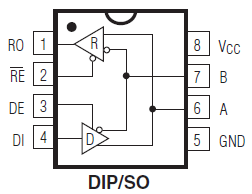 RO 1 R 8 VCC
RE 2 7 B
DE 3 6 A
DI 4 D 5 GND
DIP/SO